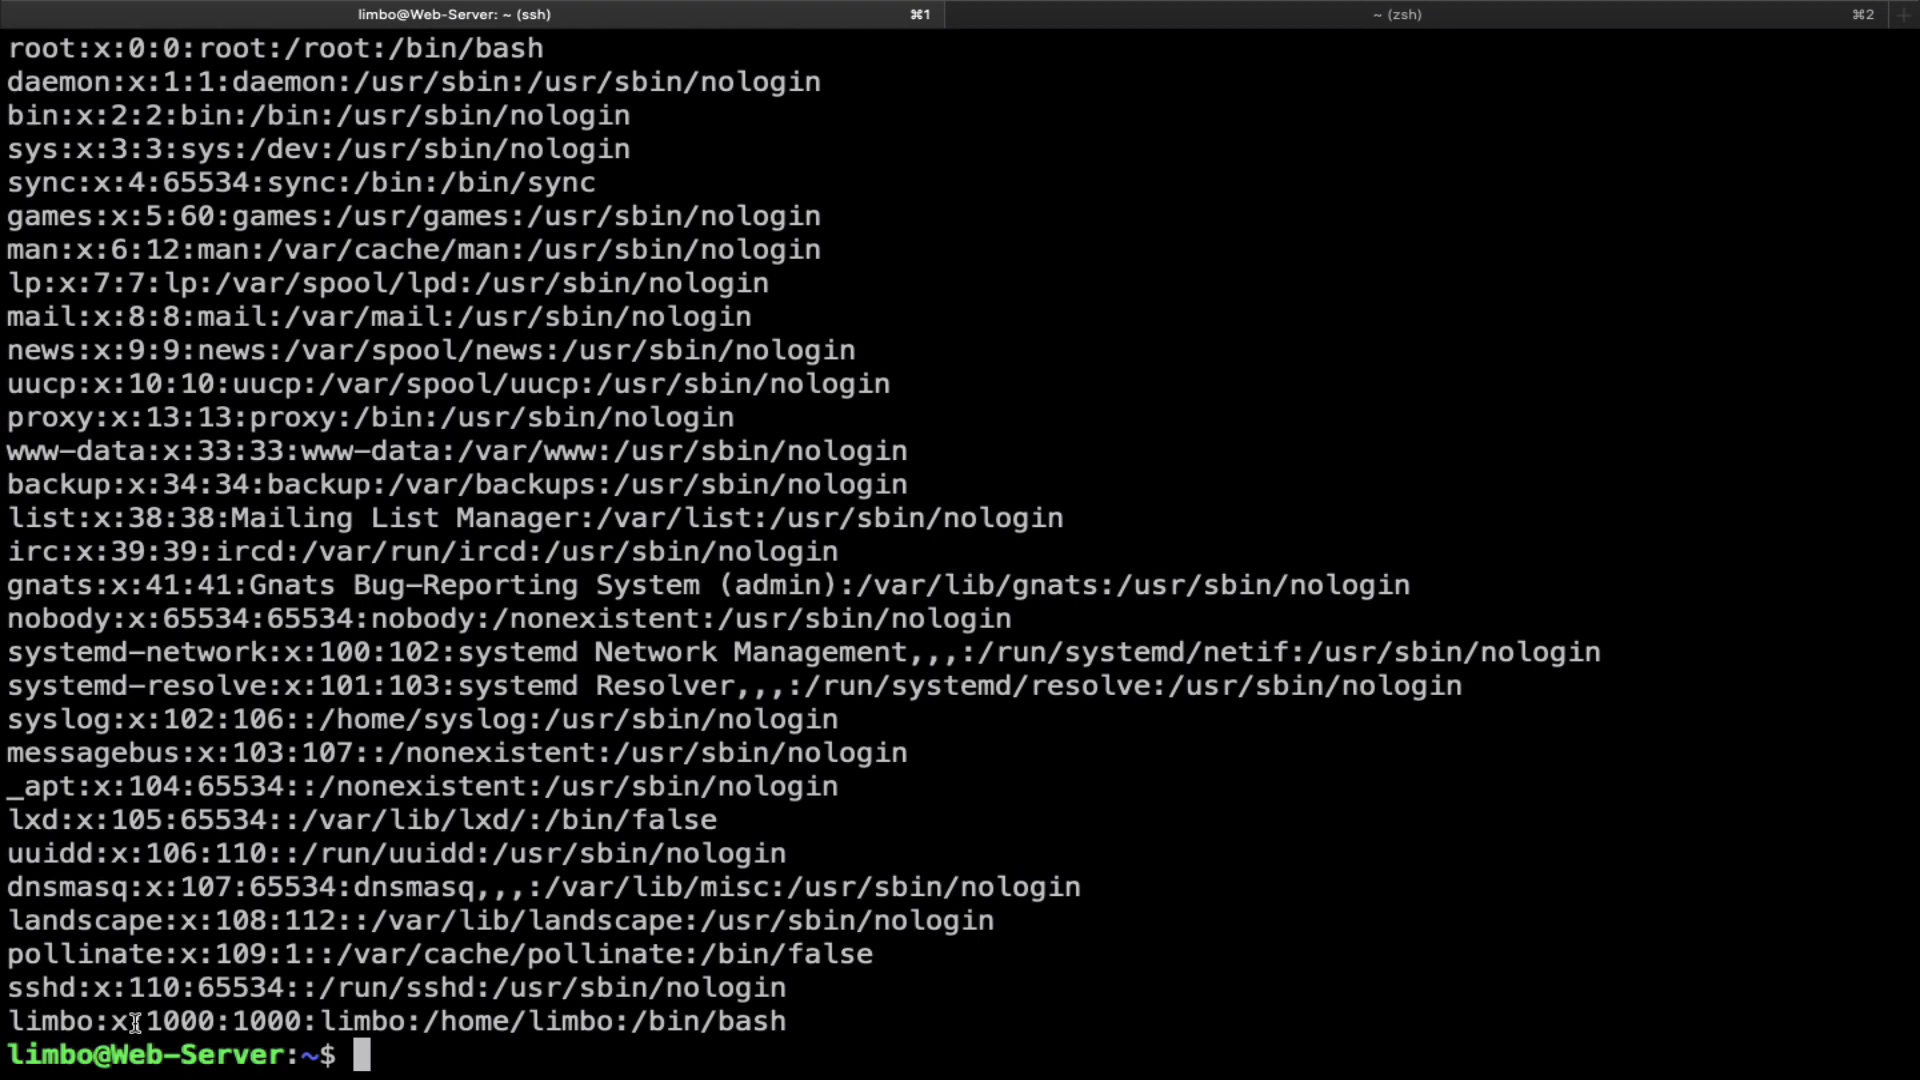 limbo@Web-Server: ~ (ssh) ⌘1 ~ (zsh) ⌘2
root:x:0:0:root:/root:/bin/bash
daemon:x:1:1:daemon:/usr/sbin:/usr/sbin/nologin
bin:x:2:2:bin:/bin:/usr/sbin/nologin
sys:x:3:3:sys:/dev:/usr/sbin/nologin
sync:x:4:65534:sync:/bin:/bin/sync
games:x:5:60:games:/usr/games:/usr/sbin/nologin
man:x:6:12:man:/var/cache/man:/usr/sbin/nologin
lp:x:7:7:lp:/var/spool/lpd:/usr/sbin/nologin
mail:x:8:8:mail:/var/mail:/usr/sbin/nologin
news:x:9:9:news:/var/spool/news:/usr/sbin/nologin
uucp:x:10:10:uucp:/var/spool/uucp:/usr/sbin/nologin
proxy:x:13:13:proxy:/bin:/usr/sbin/nologin
www-data:x:33:33:www-data:/var/www:/usr/sbin/nologin
backup:x:34:34:backup:/var/backups:/usr/sbin/nologin
list:x:38:38:Mailing List Manager:/var/list:/usr/sbin/nologin
irc:x:39:39:ircd:/var/run/ircd:/usr/sbin/nologin
gnats:x:41:41:Gnats Bug-Reporting System (admin):/var/lib/gnats:/usr/sbin/nologin
nobody:x:65534:65534:nobody:/nonexistent:/usr/sbin/nologin
systemd-network:x:100:102:systemd Network Management,,,:/run/systemd/netif:/usr/sbin/nologin
systemd-resolve:x:101:103:systemd Resolver,,,:/run/systemd/resolve:/usr/sbin/nologin
syslog:x:102:106::/home/syslog:/usr/sbin/nologin
messagebus:x:103:107::/nonexistent:/usr/sbin/nologin
_apt:x:104:65534::/nonexistent:/usr/sbin/nologin
lxd:x:105:65534::/var/lib/lxd/:/bin/false
uuidd:x:106:110::/run/uuidd:/usr/sbin/nologin
dnsmasq:x:107:65534:dnsmasq,,,:/var/lib/misc:/usr/sbin/nologin
landscape:x:108:112::/var/lib/landscape:/usr/sbin/nologin
pollinate:x:109:1::/var/cache/pollinate:/bin/false
sshd:x:110:65534::/run/sshd:/usr/sbin/nologin
limbo:x:1000:1000:limbo:/home/limbo:/bin/bash
limbo@Web-Server:~$